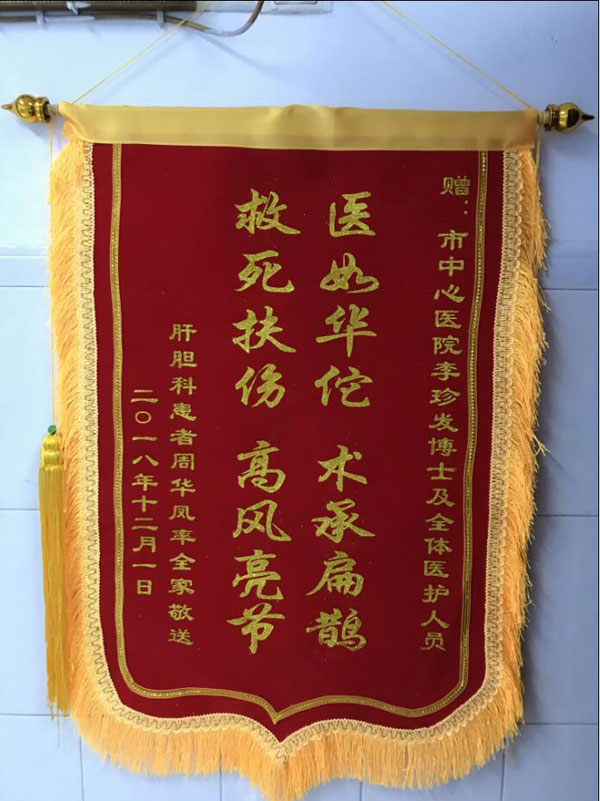 赠：市中心医院李珍发博士及全体医护人员
医如华佗 术承扁鹊
救死扶伤 高风亮节
肝胆科患者周华凤率全家敬送
二〇一八年十二月一日